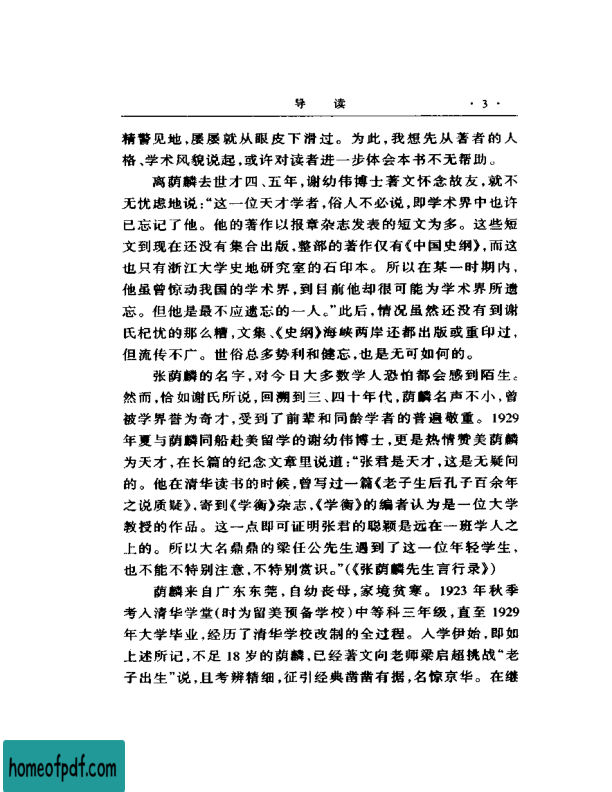 导 读 ·3·
精警见地,屡屡就从眼皮下滑过。为此,我想先从著者的人
格、学术风貌说起,或许对读者进一步体会本书不无帮助。
离荫麟去世才四、五年,谢幼伟博士著文怀念故友,就不
无忧虑地说:“这一位天才学者,俗人不必说,即学术界中也许
已忘记了他。他的著作以报章杂志发表的短文为多。这些短
文到现在还没有集合出版,整部的著作仅有《中国史纲》,而这
也只有浙江大学史地研究室的石印本。所以在某一时期内,
他虽曾惊动我国的学术界,到目前他却很可能为学术界所遗
忘。但他是最不应遗忘的一人。”此后,情况虽然还没有到谢
氏杞忧的那么糟,文集、《史纲》海峡两岸还都出版或重印过,
但流传不广。世俗总多势利和健忘,也是无可如何的。
张荫麟的名字,对今日大多数学人恐怕都会感到陌生。
然而,恰如谢氏所说,回溯到三、四十年代,荫麟名声不小,曾
被学界誉为奇才,受到了前辈和同龄学者的普遍敬重。1929
年夏与荫麟同船赴美留学的谢幼伟博士,更是热情赞美荫麟
为天才,在长篇的纪念文章里说道:“张君是天才,这是无疑问
的。他在清华读书的时候,曾写过一篇《老子生后孔子百余年
之说质疑》,寄到《学衡》杂志,《学衡》的编者认为是一位大学
教授的作品。这一点即可证明张君的聪颖是远在一班学人之
上的。所以大名鼎鼎的梁任公先生遇到了这一位年轻学生,
也不能不特别注意,不特别赏识。”(《张荫麟先生言行录》)
荫麟来自广东东莞,自幼丧母,家境贫寒。1923 年秋季
考入清华学堂(时为留美预备学校)中等科三年级,直至 1929
年大学毕业,经历了清华学校改制的全过程。入学伊始,即如
上述所记,不足 18 岁的荫麟,已经著文向老师梁启超挑战“老
子出生”说,且考辨精细,征引经典凿凿有据,名惊京华。在继
homeofpdf.com